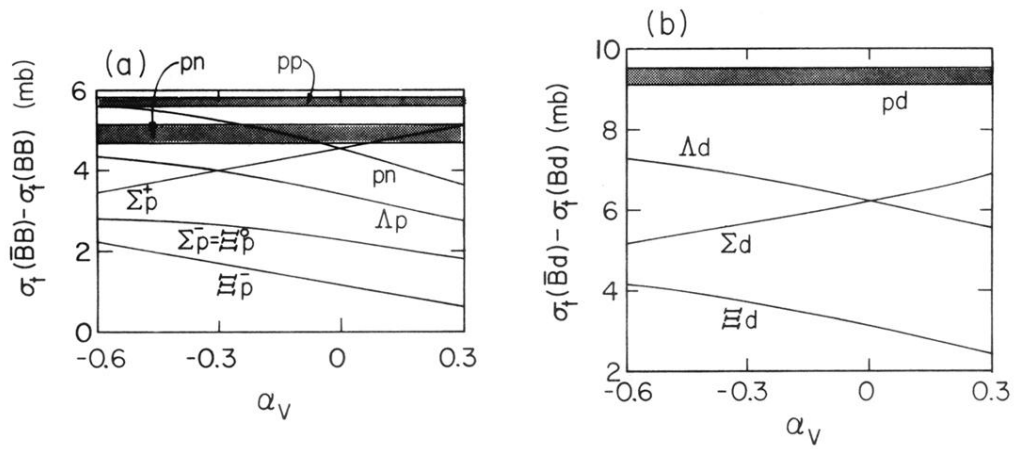 (a)
pn
pp
σt(B̄B) - σt(BB) (mb)
6
4
2
0
pn
Λp
Σ⁺p
Σ⁻p=Ξ⁰p
Ξ⁻p
-0.6
-0.3
0
0.3
αV
(b)
σt(B̄d) - σt(Bd) (mb)
10
8
6
4
2
pd
Λd
Σd
Ξd
-0.6
-0.3
0
0.3
αV